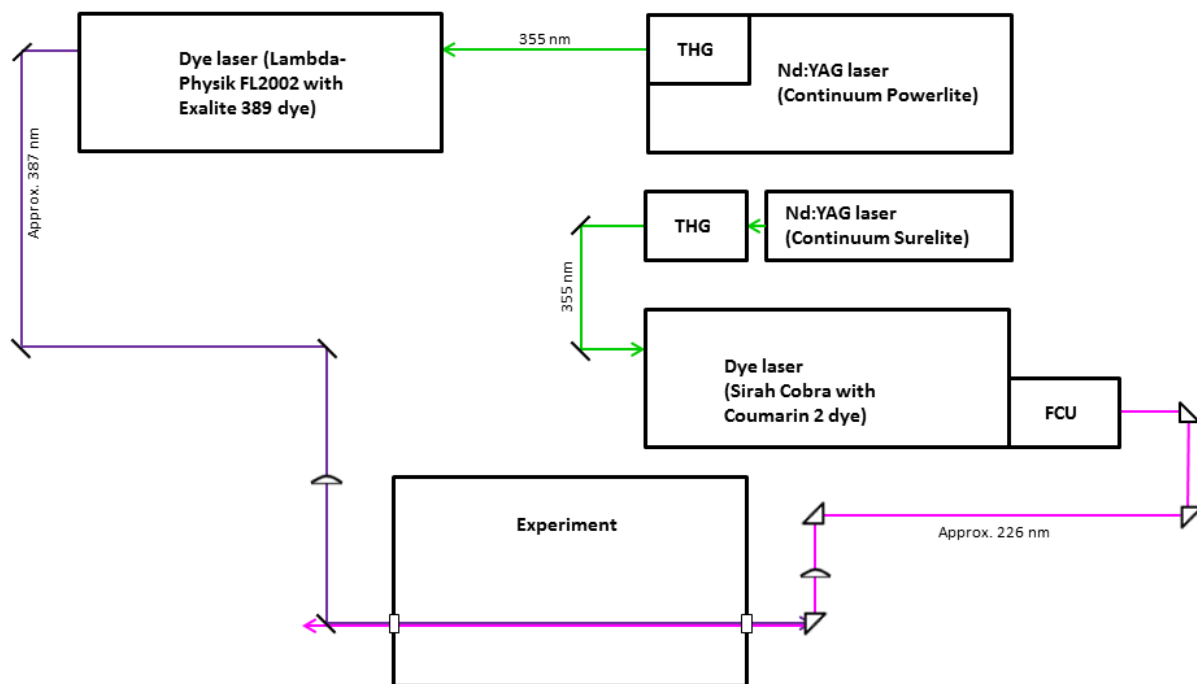 Dye laser (Lambda-
Physik FL2002 with
Exalite 389 dye)
355 nm
THG
Nd:YAG laser
(Continuum Powerlite)
Approx. 387 nm
THG
Nd:YAG laser
(Continuum Surelite)
355 nm
Dye laser
(Sirah Cobra with
Coumarin 2 dye)
FCU
Experiment
Approx. 226 nm